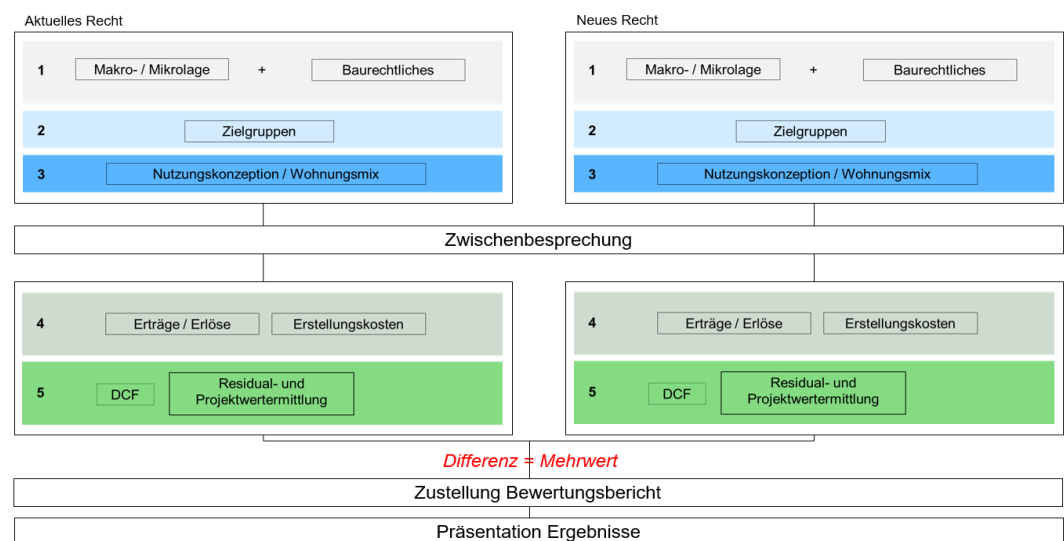 Aktuelles Recht
Neues Recht
1 Makro- / Mikrolage + Baurechtliches
1 Makro- / Mikrolage + Baurechtliches
2 Zielgruppen
2 Zielgruppen
3 Nutzungskonzeption / Wohnungsmix
3 Nutzungskonzeption / Wohnungsmix
Zwischenbesprechung
4 Erträge / Erlöse Erstellungskosten
4 Erträge / Erlöse Erstellungskosten
5 DCF Residual- und
Projektwertermittlung
5 DCF Residual- und
Projektwertermittlung
Differenz = Mehrwert
Zustellung Bewertungsbericht
Präsentation Ergebnisse